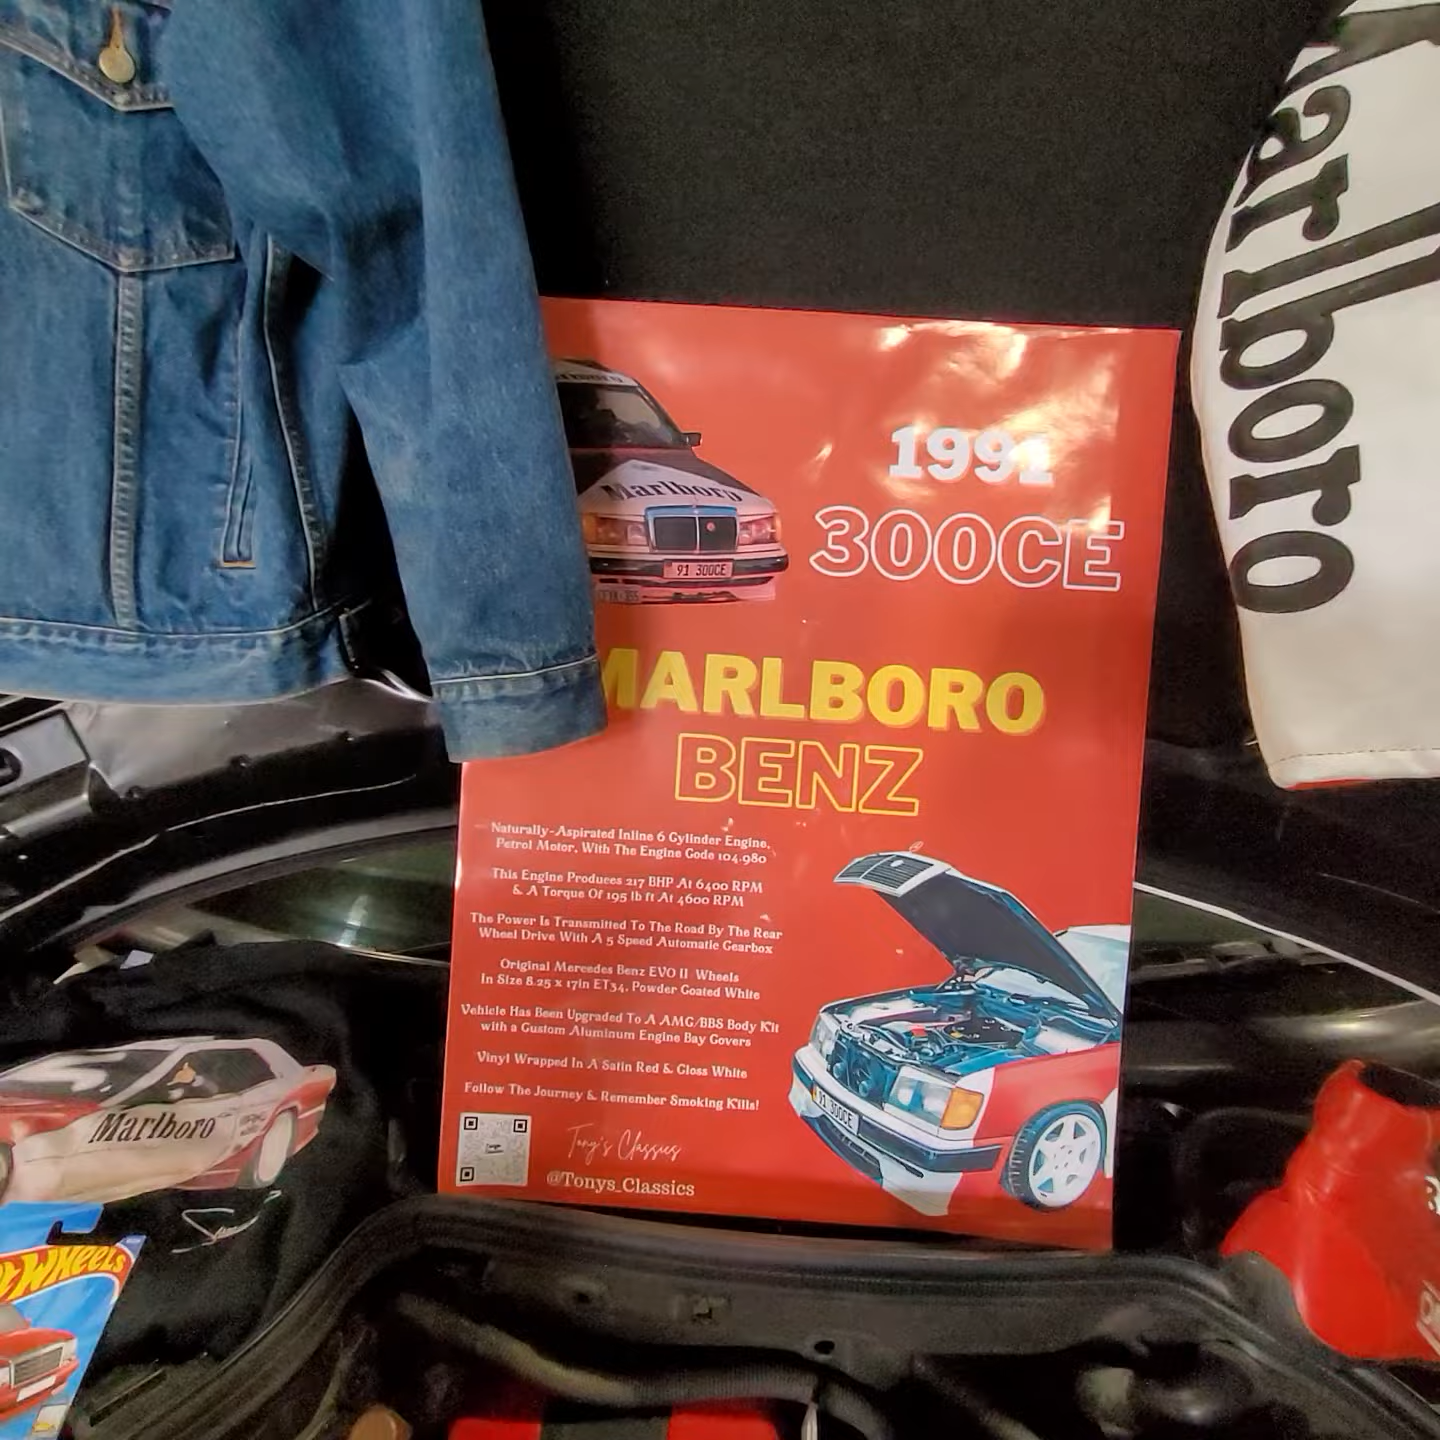 Marlboro
1991
300CE
Marlboro
91 300CE
MARLBORO
BENZ
Naturally-Aspirated Inline 6 Cylinder Engine,
Petrol Motor, With The Engine Code 104.980
This Engine Produces 217 BHP At 6400 RPM
& A Torque Of 195 lb ft At 4600 RPM
The Power Is Transmitted To The Road By The Rear
Wheel Drive With A 5 Speed Automatic Gearbox
Original Mercedes Benz EVO II Wheels
In Size 8.25 x 17in ET34, Powder Coated White
Vehicle Has Been Upgraded To A AMG/BBS Body Kit
with a Custom Aluminum Engine Bay Covers
Vinyl Wrapped In A Satin Red & Gloss White
Follow The Journey & Remember Smoking Kills!
Tony's Classics
@Tonys_Classics
91 300CE
Marlboro
Hot WHEELS